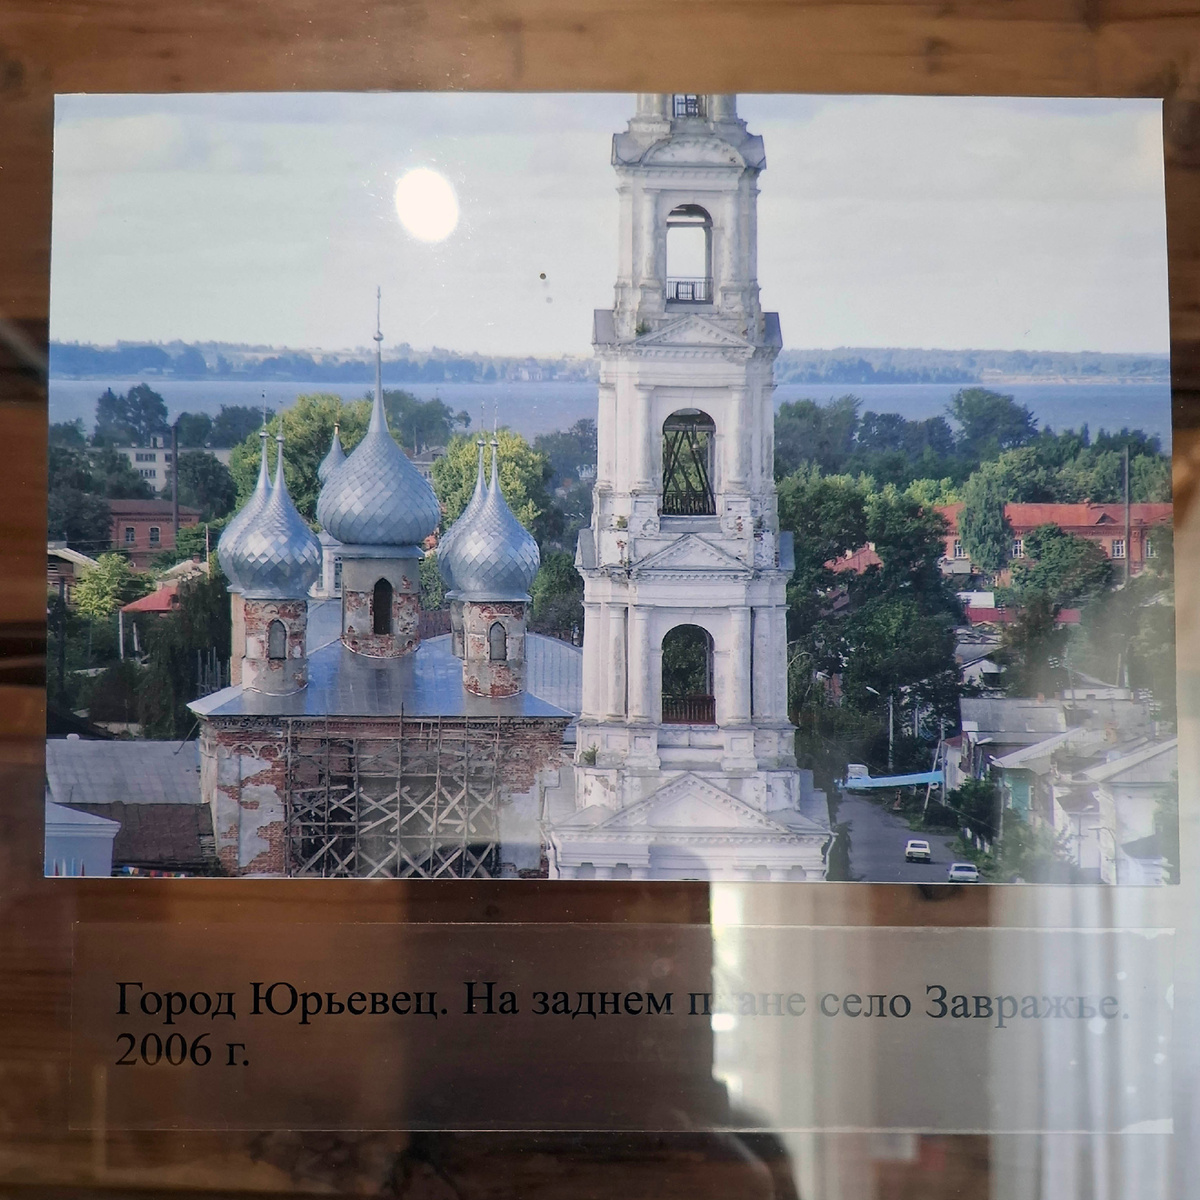 Город Юрьевец. На заднем плане село Завражье.
2006 г.